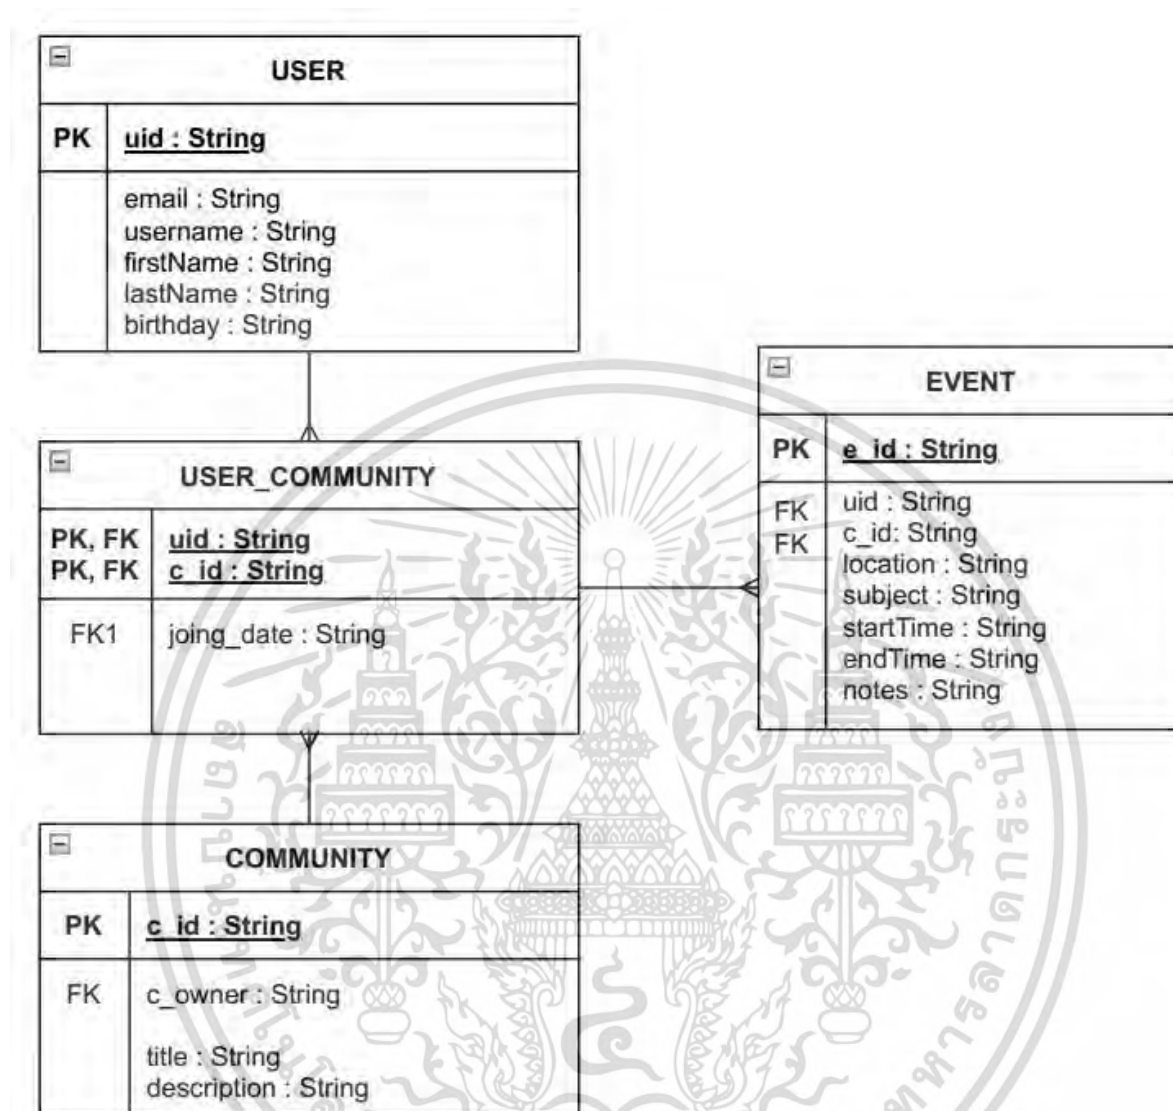 USER
PK uid : String
email : String
username : String
firstName : String
lastName : String
birthday : String
USER_COMMUNITY
PK, FK uid : String
PK, FK c_id : String
FK1 joing_date : String
EVENT
PK e_id : String
FK uid : String
FK c_id: String
location : String
subject : String
startTime : String
endTime : String
notes : String
COMMUNITY
PK c_id : String
FK c_owner : String
title : String
description : String